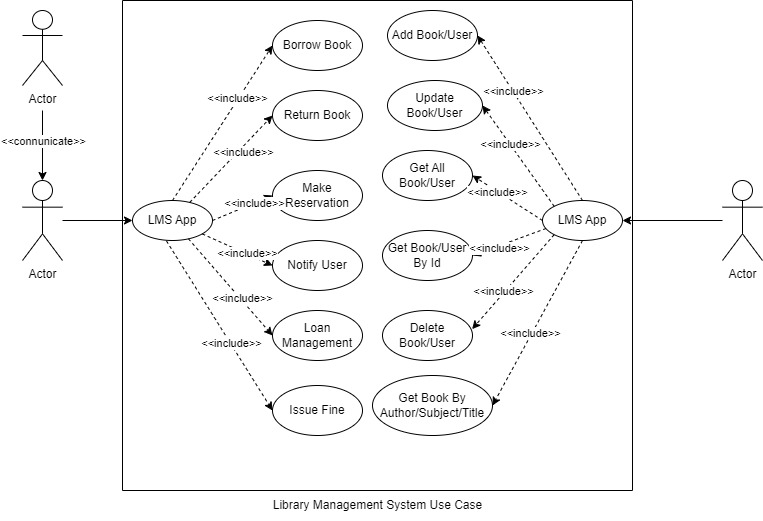 Borrow Book
Add Book/User
Actor
<<include>>
<<include>>
Update
Book/User
Return Book
<<connunicate>>
<<include>>
<<include>>
Get All
Book/User
Make
Reservation
<<include>>
<<include>>
LMS App
LMS App
Get Book/User
By Id
<<include>>
<<include>>
Notify User
Actor
Actor
<<include>>
<<include>>
Loan
Management
Delete
Book/User
<<include>>
<<include>>
Get Book By
Author/Subject/Title
Issue Fine
Library Management System Use Case